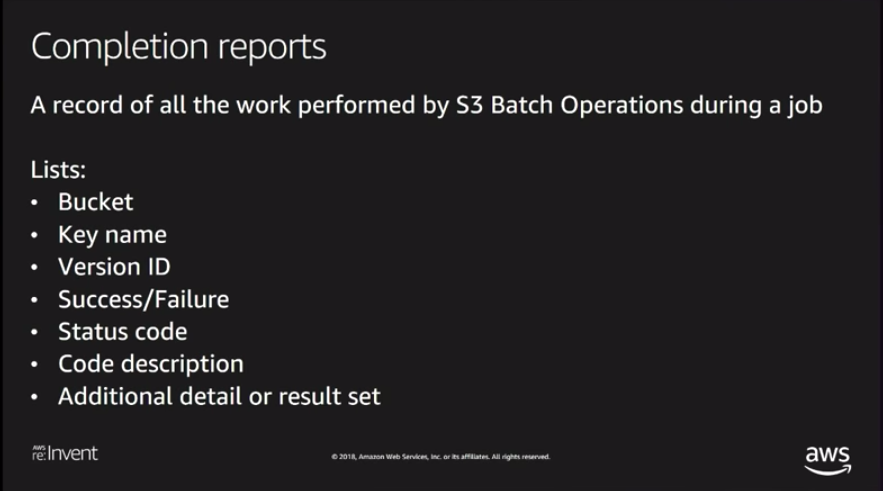 Completion reports
A record of all the work performed by S3 Batch Operations during a job
Lists:
• Bucket
• Key name
• Version ID
• Success/Failure
• Status code
• Code description
• Additional detail or result set
AWS
re:Invent
© 2018, Amazon Web Services, Inc. or its affiliates. All rights reserved.
aws